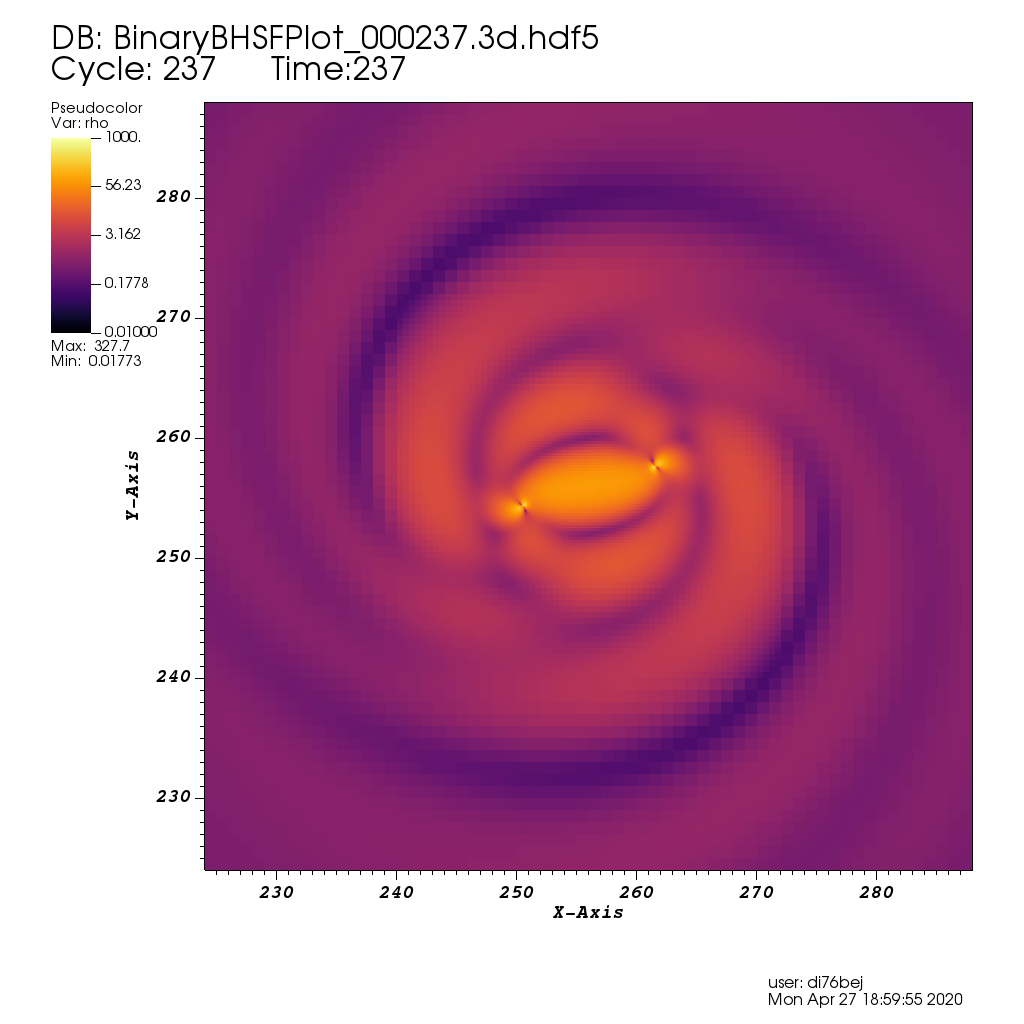 DB: BinaryBHSFPlot_000237.3d.hdf5
Cycle: 237 Time:237
Pseudocolor
Var: rho
1000.
56.23
3.162
0.1778
0.01000
Max: 327.7
Min: 0.01773
280
270
260
250
240
230
Y-Axis
230 240 250 260 270 280
X-Axis
user: di76bej
Mon Apr 27 18:59:55 2020